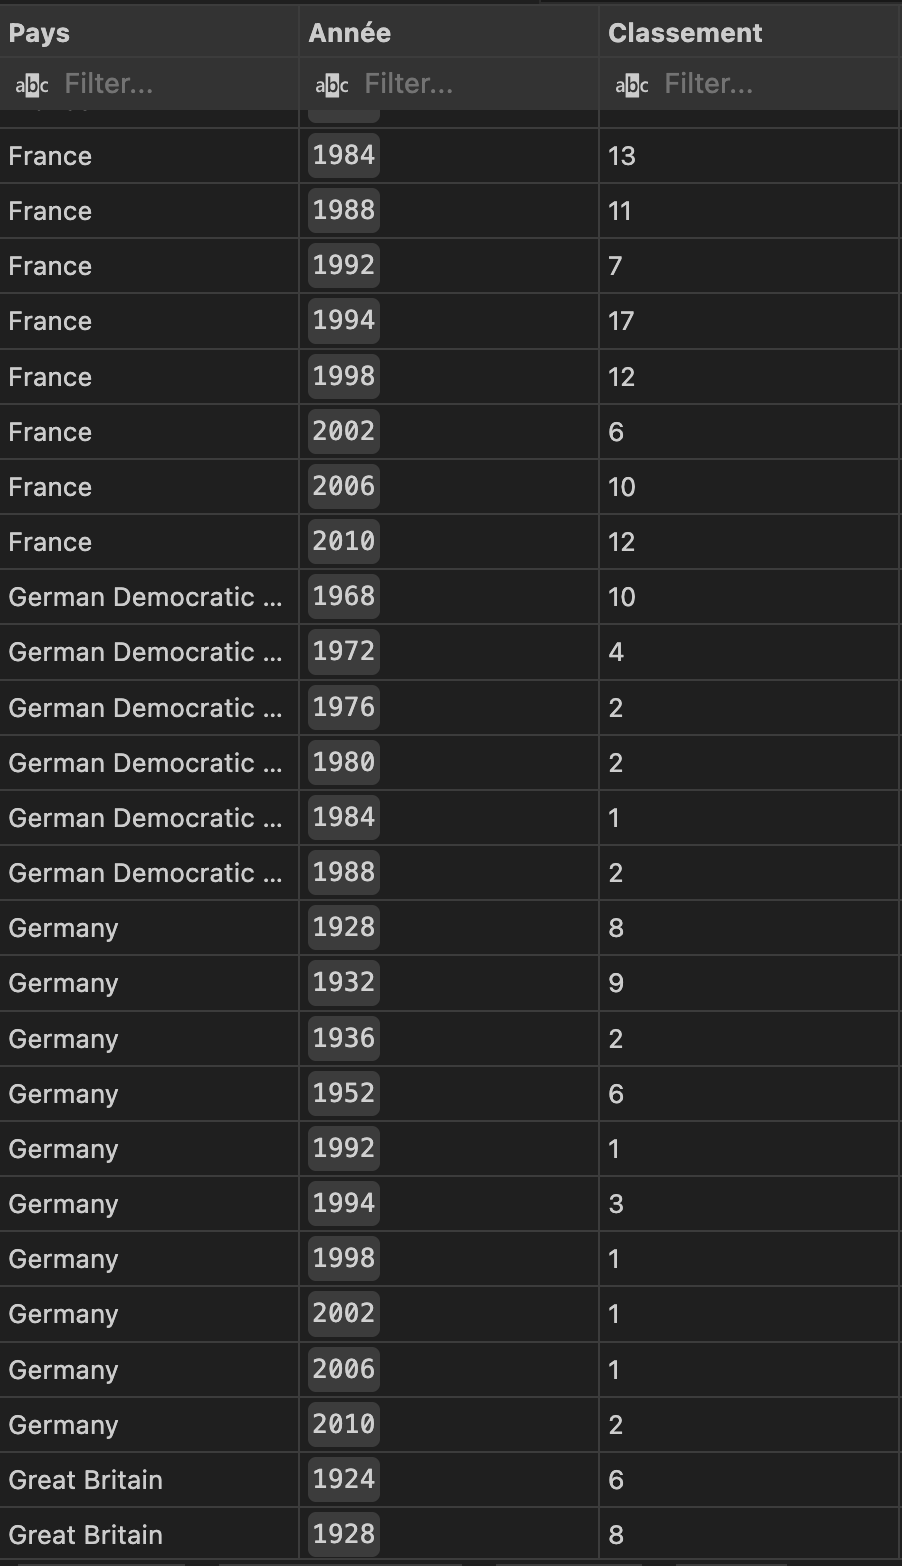 Pays Année Classement
abc Filter... abc Filter... abc Filter...
France 1984 13
France 1988 11
France 1992 7
France 1994 17
France 1998 12
France 2002 6
France 2006 10
France 2010 12
German Democratic ... 1968 10
German Democratic ... 1972 4
German Democratic ... 1976 2
German Democratic ... 1980 2
German Democratic ... 1984 1
German Democratic ... 1988 2
Germany 1928 8
Germany 1932 9
Germany 1936 2
Germany 1952 6
Germany 1992 1
Germany 1994 3
Germany 1998 1
Germany 2002 1
Germany 2006 1
Germany 2010 2
Great Britain 1924 6
Great Britain 1928 8